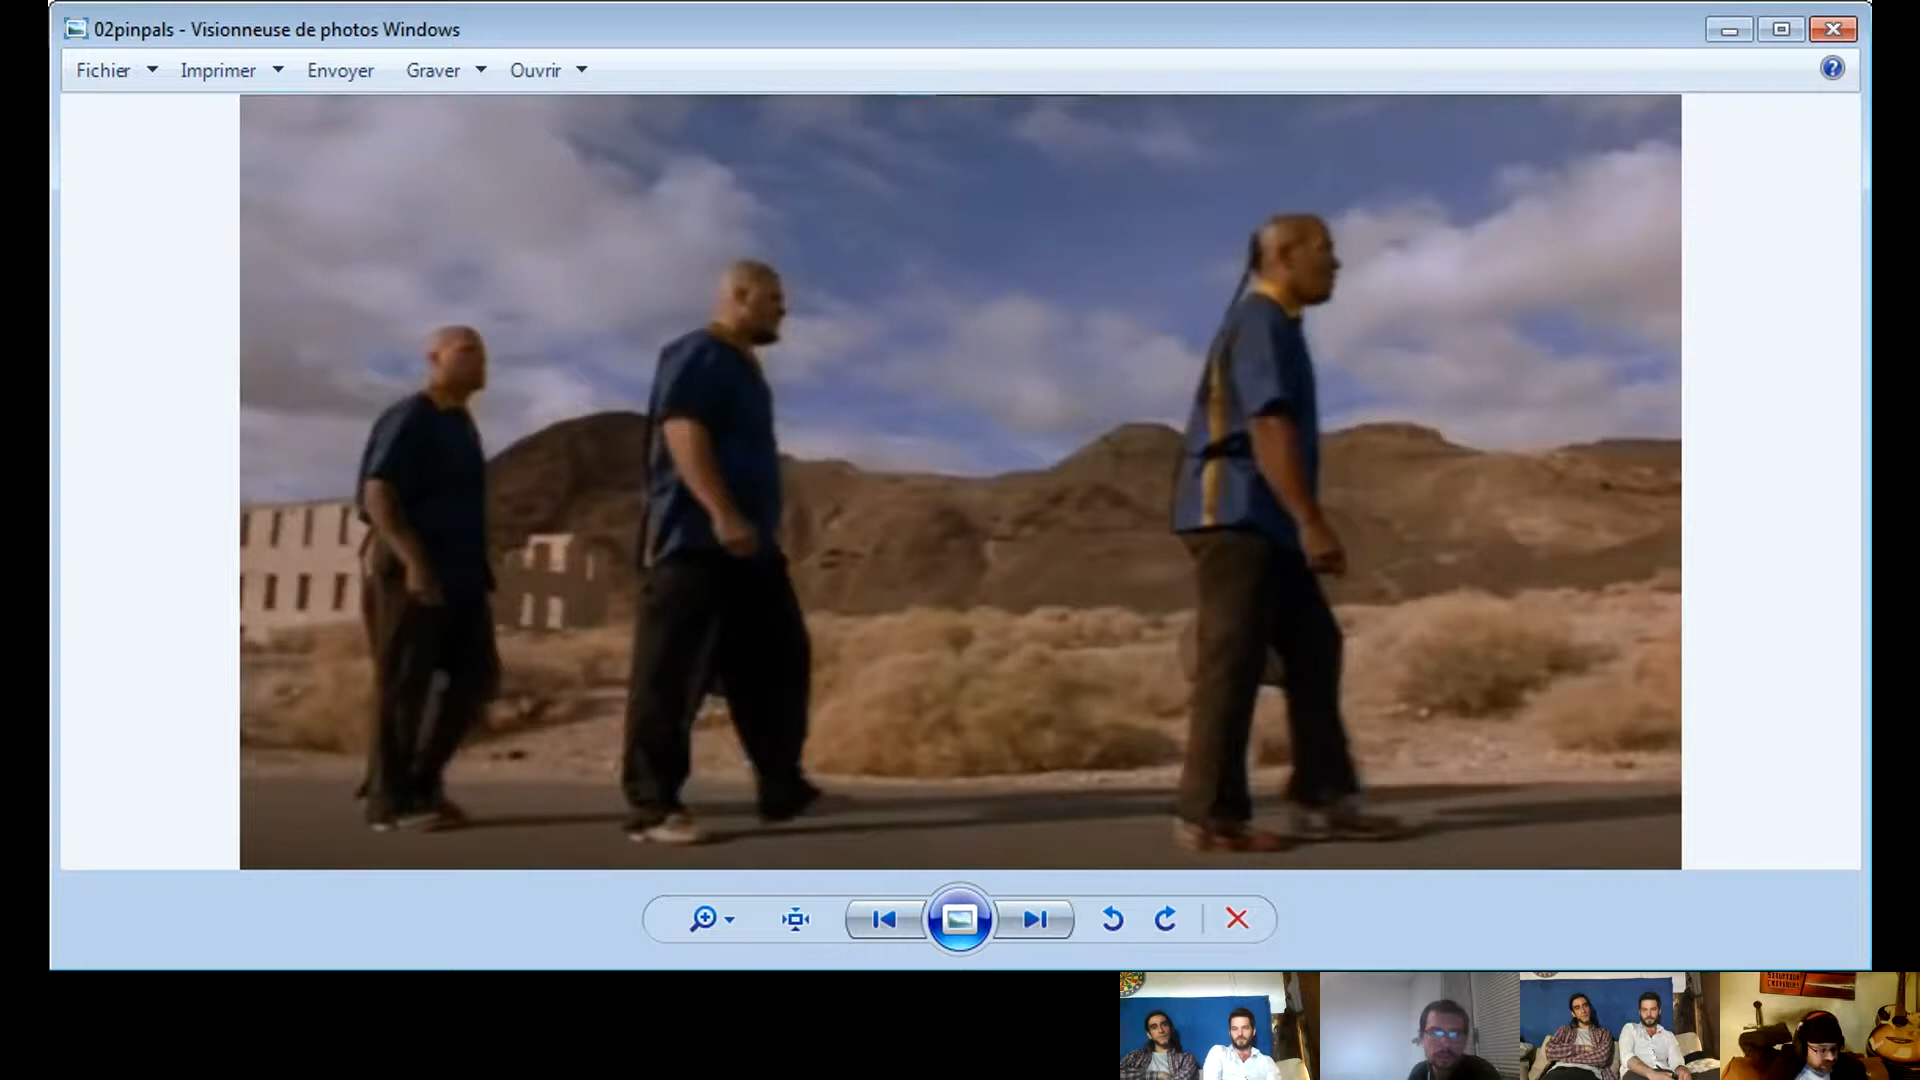 02pinpals - Visionneuse de photos Windows
Fichier Imprimer Envoyer Graver Ouvrir